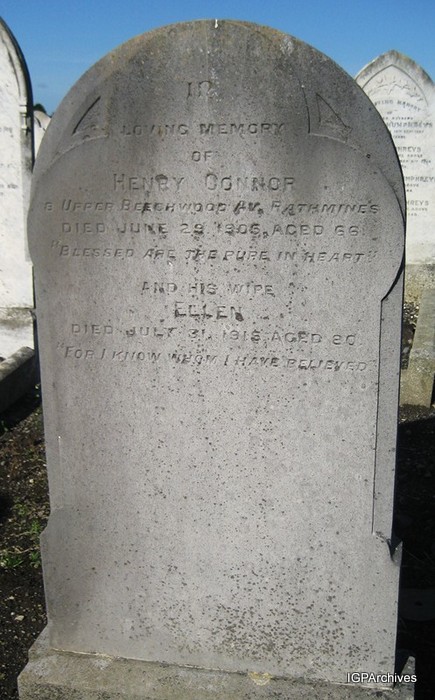 IN
LOVING MEMORY
OF
HENRY CONNOR
6 UPPER BEECHWOOD AV. RATHMINES
DIED JUNE 29 1906, AGED 66
"BLESSED ARE THE PURE IN HEART"
AND HIS WIFE
ELLEN
DIED JULY 31, 1916, AGED 80
"FOR I KNOW WHOM I HAVE BELIEVED"
IGPArchives